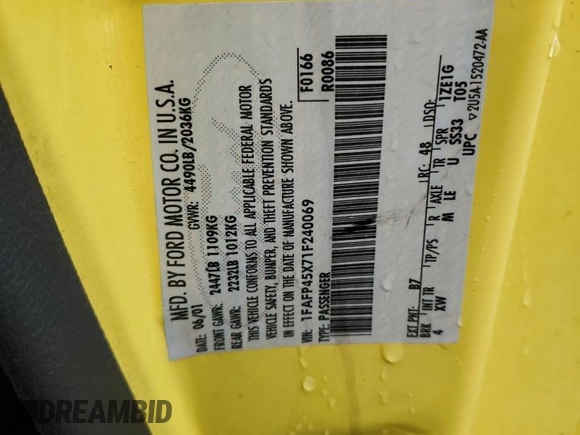 MFD. BY FORD MOTOR CO. IN U.S.A.
DATE: 06/01 GVWR: 4490LB/2036KG
FRONT GAWR: 2447LB 1109KG
REAR GAWR: 2232LB 1012KG
THIS VEHICLE CONFORMS TO ALL APPLICABLE FEDERAL MOTOR
VEHICLE SAFETY, BUMPER, AND THEFT PREVENTION STANDARDS
IN EFFECT ON THE DATE OF MANUFACTURE SHOWN ABOVE.
VIN: 1FAFP45X71F240069 F0166
TYPE: PASSENGER R0086
EXT PNT: B7 RC: 48 DSO:
BRK INT TR TP/PS R AXLE TR SPR 1ZE1G
4 XW M LE U SS33 T05
UPC
V2U5A-1520472-AA
DREAMBID